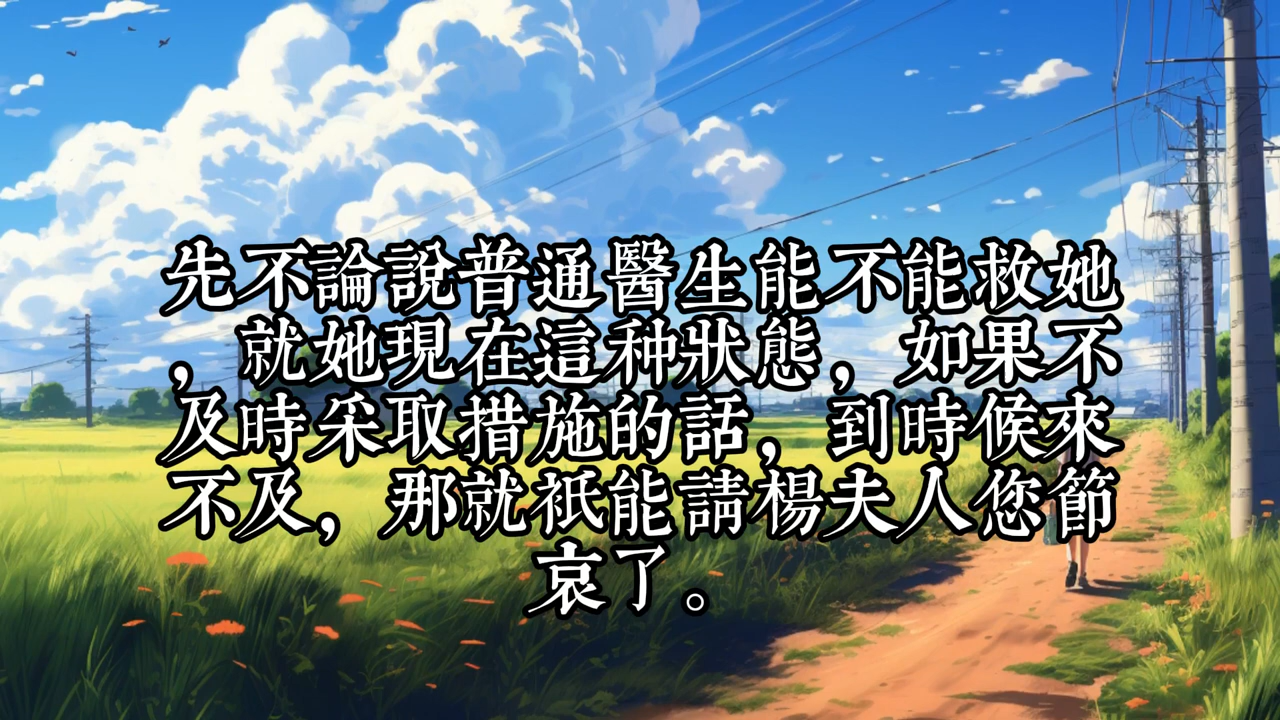 先不論說普通醫生能不能救她
，就她現在這种狀態，如果不
及時采取措施的話，到時候來
不及，那就衹能請楊夫人您節
哀了。